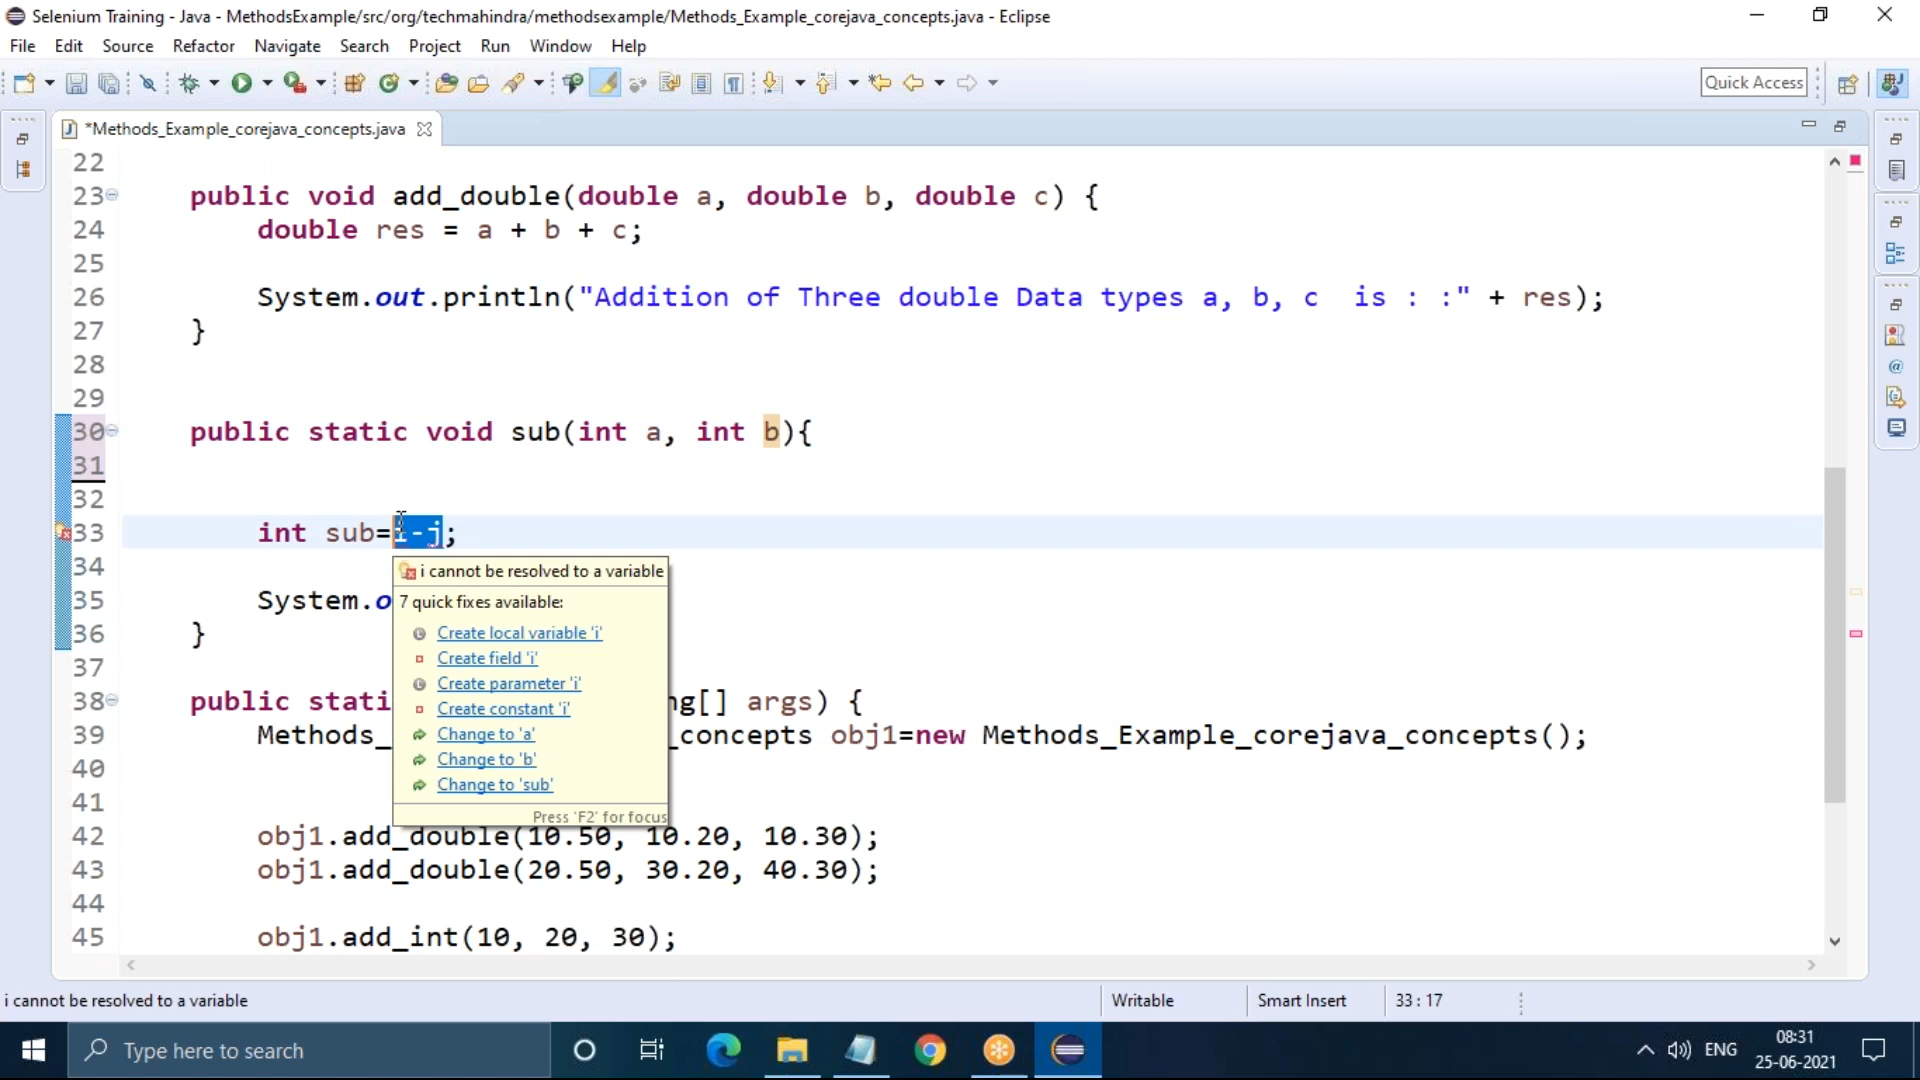 Selenium Training - Java - MethodsExample/src/org/techmahindra/methodsexample/Methods_Example_corejava_concepts.java - Eclipse
File Edit Source Refactor Navigate Search Project Run Window Help
Quick Access
*Methods_Example_corejava_concepts.java
22
23 public void add_double(double a, double b, double c) {
24 double res = a + b + c;
25
26 System.out.println("Addition of Three double Data types a, b, c  is : :" + res);
27 }
28
29
30 public static void sub(int a, int b){
31
32
33 int sub=i-j;
34
35 System.o
36 }
37
38 public stati ng[] args) {
39 Methods_ _concepts obj1=new Methods_Example_corejava_concepts();
40
41
42 obj1.add_double(10.50, 10.20, 10.30);
43 obj1.add_double(20.50, 30.20, 40.30);
44
45 obj1.add_int(10, 20, 30);
i cannot be resolved to a variable
7 quick fixes available:
Create local variable 'i'
Create field 'i'
Create parameter 'i'
Create constant 'i'
Change to 'a'
Change to 'b'
Change to 'sub'
Press 'F2' for focus
i cannot be resolved to a variable Writable Smart Insert 33 : 17
Type here to search ENG 08:31
25-06-2021